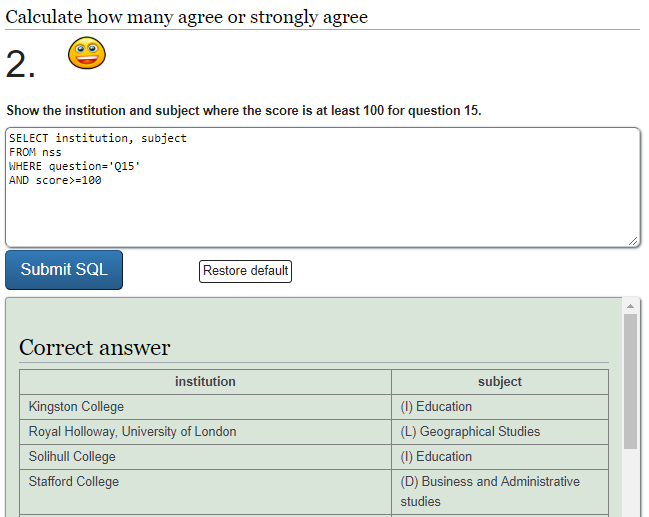 Calculate how many agree or strongly agree
2.
Show the institution and subject where the score is at least 100 for question 15.
SELECT institution, subject
FROM nss
WHERE question='Q15'
AND score>=100
Submit SQL
Restore default
Correct answer
institution subject
Kingston College (I) Education
Royal Holloway, University of London (L) Geographical Studies
Solihull College (I) Education
Stafford College (D) Business and Administrative
studies